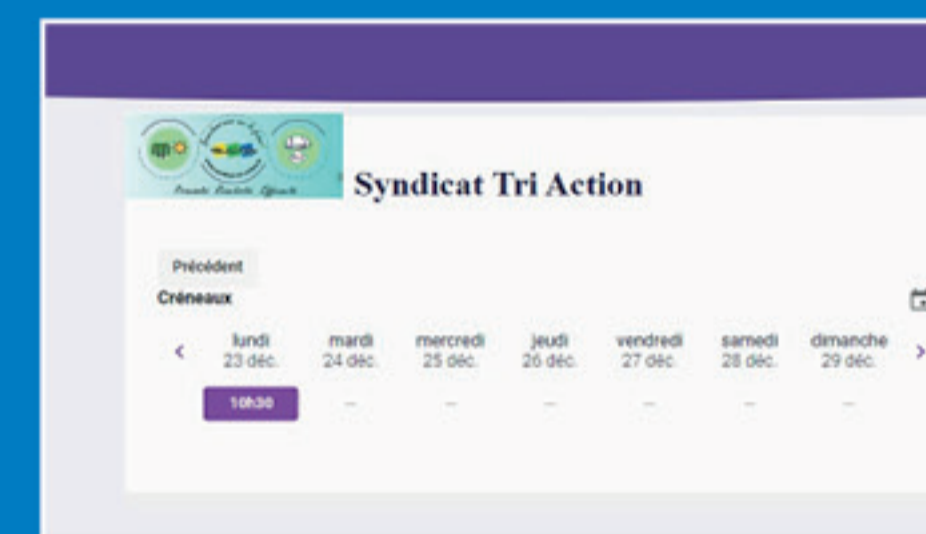 Syndicat Tri Action
Précédent
Créneaux
lundi mardi mercredi jeudi vendredi samedi dimanche
23 déc. 24 déc. 25 déc. 26 déc. 27 déc. 28 déc. 29 déc.
10h30 — — — — — —